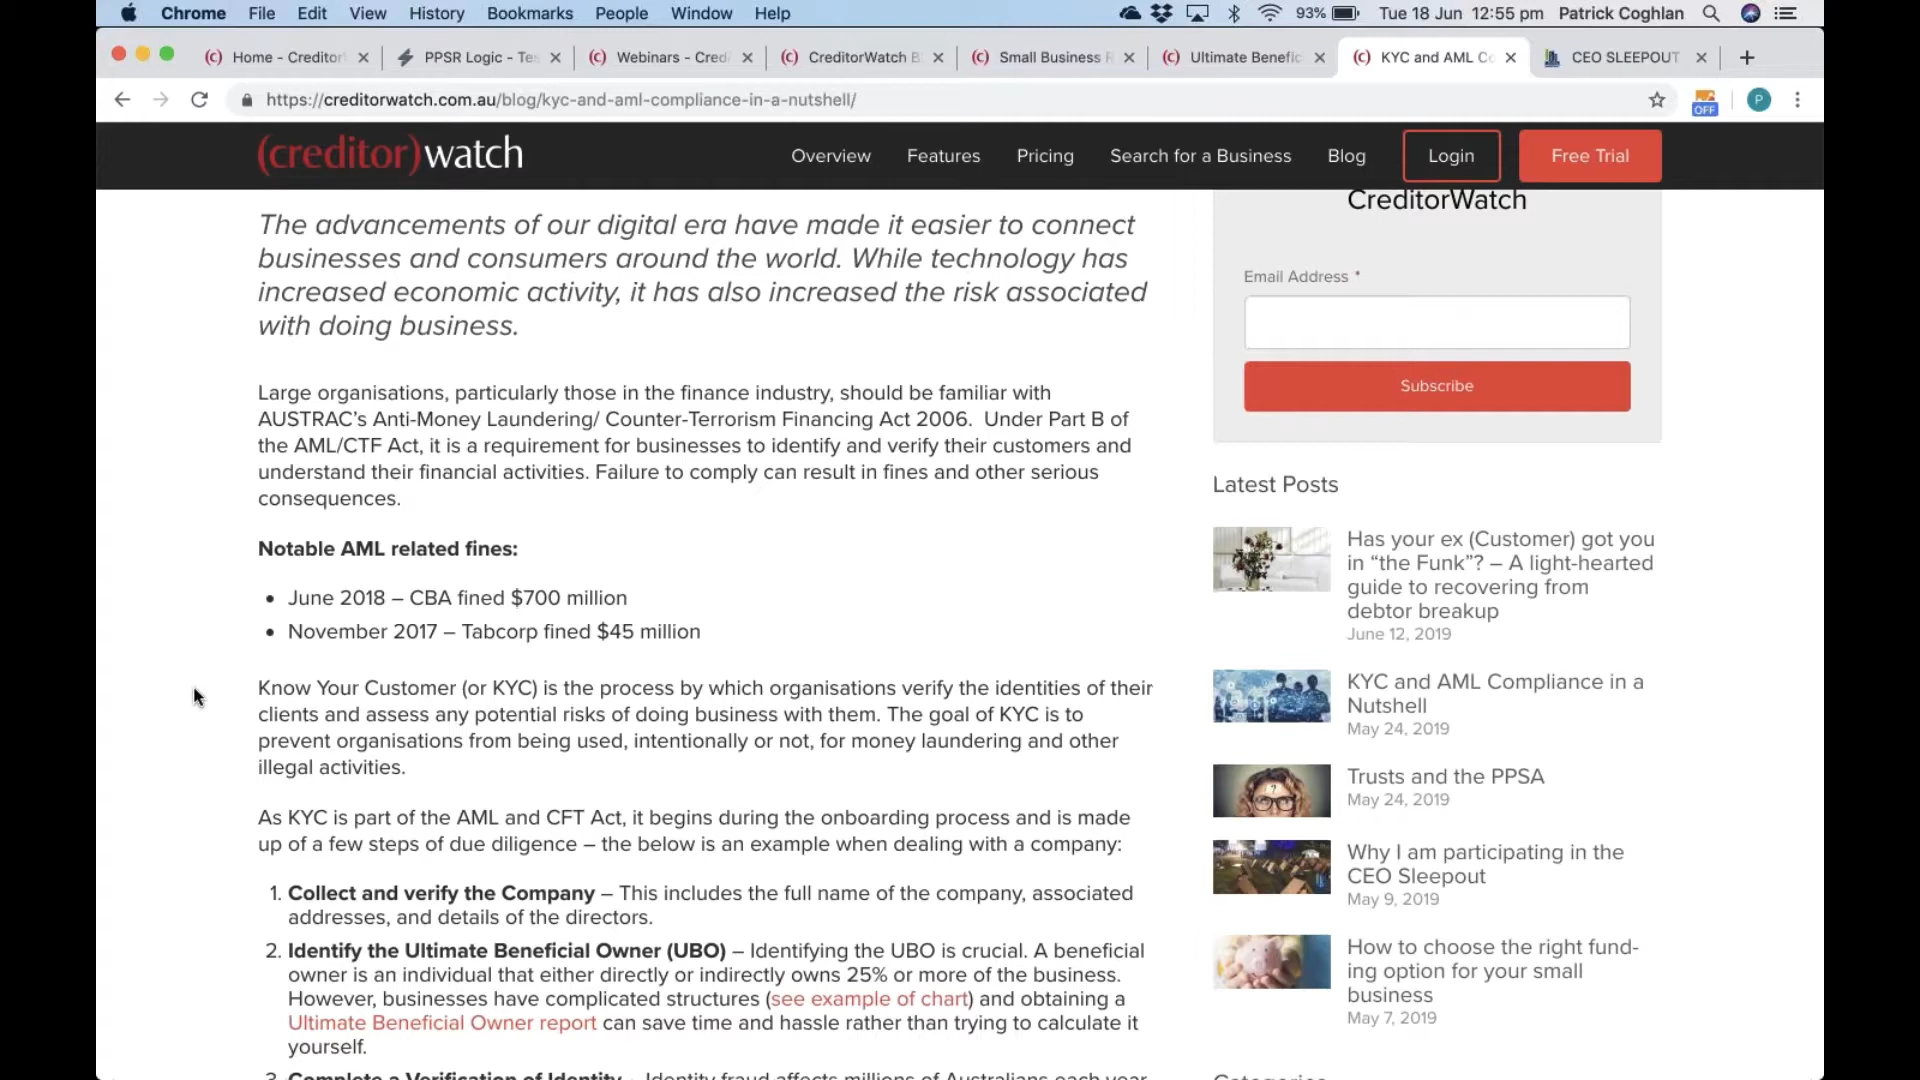 Chrome File Edit View History Bookmarks People Window Help 93% Tue 18 Jun 12:55 pm Patrick Coghlan
(c) Home - Creditor PPSR Logic - Tes (c) Webinars - Cred (c) CreditorWatch B (c) Small Business R (c) Ultimate Benefic (c) KYC and AML Co CEO SLEEPOUT
https://creditorwatch.com.au/blog/kyc-and-aml-compliance-in-a-nutshell/ OFF P
(creditor)watch Overview Features Pricing Search for a Business Blog Login Free Trial
The advancements of our digital era have made it easier to connect
businesses and consumers around the world. While technology has
increased economic activity, it has also increased the risk associated
with doing business.
Large organisations, particularly those in the finance industry, should be familiar with
AUSTRAC's Anti-Money Laundering/ Counter-Terrorism Financing Act 2006. Under Part B of
the AML/CTF Act, it is a requirement for businesses to identify and verify their customers and
understand their financial activities. Failure to comply can result in fines and other serious
consequences.
Notable AML related fines:
• June 2018 – CBA fined $700 million
• November 2017 – Tabcorp fined $45 million
Know Your Customer (or KYC) is the process by which organisations verify the identities of their
clients and assess any potential risks of doing business with them. The goal of KYC is to
prevent organisations from being used, intentionally or not, for money laundering and other
illegal activities.
As KYC is part of the AML and CFT Act, it begins during the onboarding process and is made
up of a few steps of due diligence – the below is an example when dealing with a company:
1. Collect and verify the Company – This includes the full name of the company, associated
addresses, and details of the directors.
2. Identify the Ultimate Beneficial Owner (UBO) – Identifying the UBO is crucial. A beneficial
owner is an individual that either directly or indirectly owns 25% or more of the business.
However, businesses have complicated structures (see example of chart) and obtaining a
Ultimate Beneficial Owner report can save time and hassle rather than trying to calculate it
yourself.
3. Complete a Verification of Identity – Identity fraud affects millions of Australians each year
CreditorWatch
Email Address *
Subscribe
Latest Posts
Has your ex (Customer) got you
in “the Funk”? – A light-hearted
guide to recovering from
debtor breakup
June 12, 2019
KYC and AML Compliance in a
Nutshell
May 24, 2019
Trusts and the PPSA
May 24, 2019
Why I am participating in the
CEO Sleepout
May 9, 2019
How to choose the right fund-
ing option for your small
business
May 7, 2019
Categories